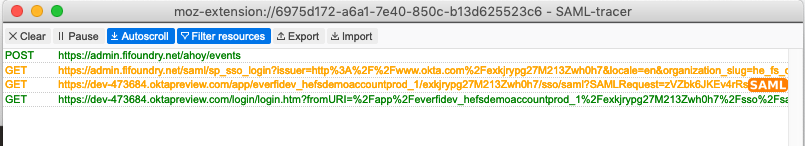 moz-extension://6975d172-a6a1-7e40-850c-b13d625523c6 - SAML-tracer
Clear Pause Autoscroll Filter resources Export Import
POST https://admin.fifoundry.net/ahoy/events
GET https://admin.fifoundry.net/saml/sp_sso_login?issuer=http%3A%2F%2Fwww.okta.com%2Fexkjrypg27M213Zwh0h7&locale=en&organization_slug=he_fs_d
GET https://dev-473684.oktapreview.com/app/everfidev_hefsdemoaccountprod_1/exkjrypg27M213Zwh0h7/sso/saml?SAMLRequest=zVZbk6JKEv4rRs SAML
GET https://dev-473684.oktapreview.com/login/login.htm?fromURI=%2Fapp%2Feverfidev_hefsdemoaccountprod_1%2Fexkjrypg27M213Zwh0h7%2Fsso%2Fsa